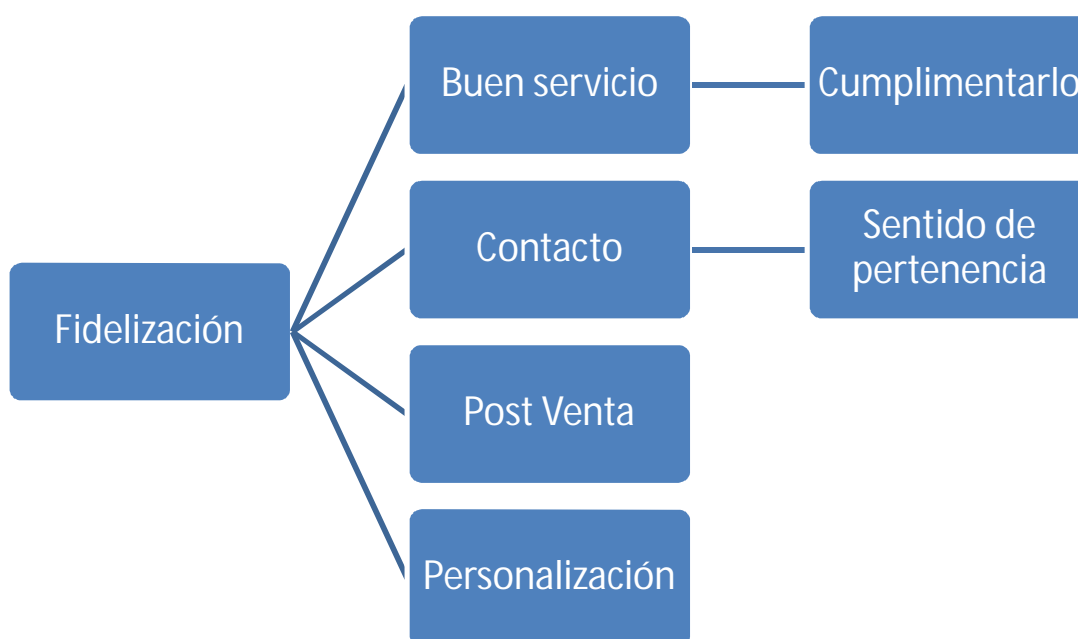 Buen servicio
Cumplimentarlo
Contacto
Sentido de
pertenencia
Fidelización
Post Venta
Personalización